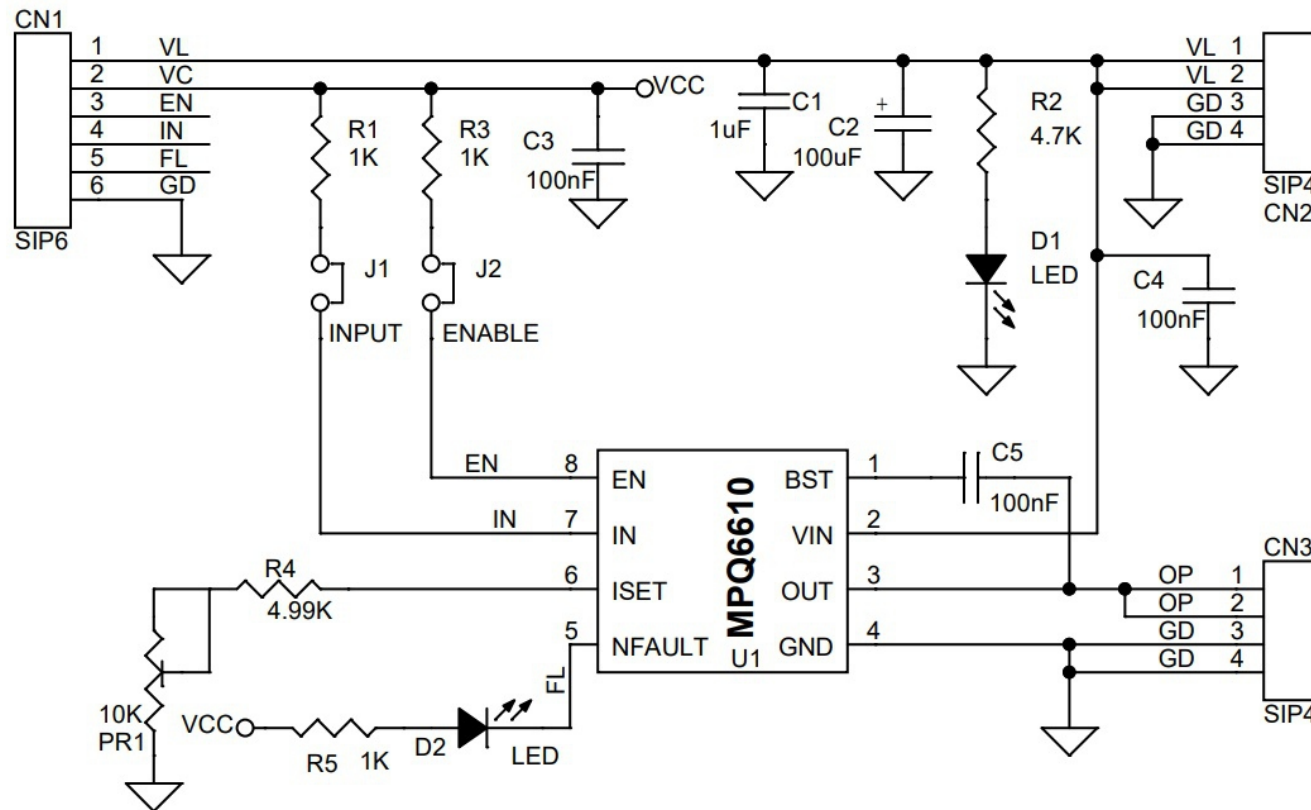 CN1
1 VL
2 VC
3 EN
4 IN
5 FL
6 GD
SIP6
VCC
R1
1K
R3
1K
C3
100nF
C1
1uF
+
C2
100uF
R2
4.7K
VL 1
VL 2
GD 3
GD 4
SIP4
CN2
J1
INPUT
J2
ENABLE
D1
LED
C4
100nF
EN 8 EN
IN 7 IN
6 ISET
5 NFAULT
MPQ6610
U1
BST 1
VIN 2
OUT 3
GND 4
C5
100nF
R4
4.99K
10K
PR1
VCC
R5 1K
D2
LED
FL
CN3
OP 1
OP 2
GD 3
GD 4
SIP4